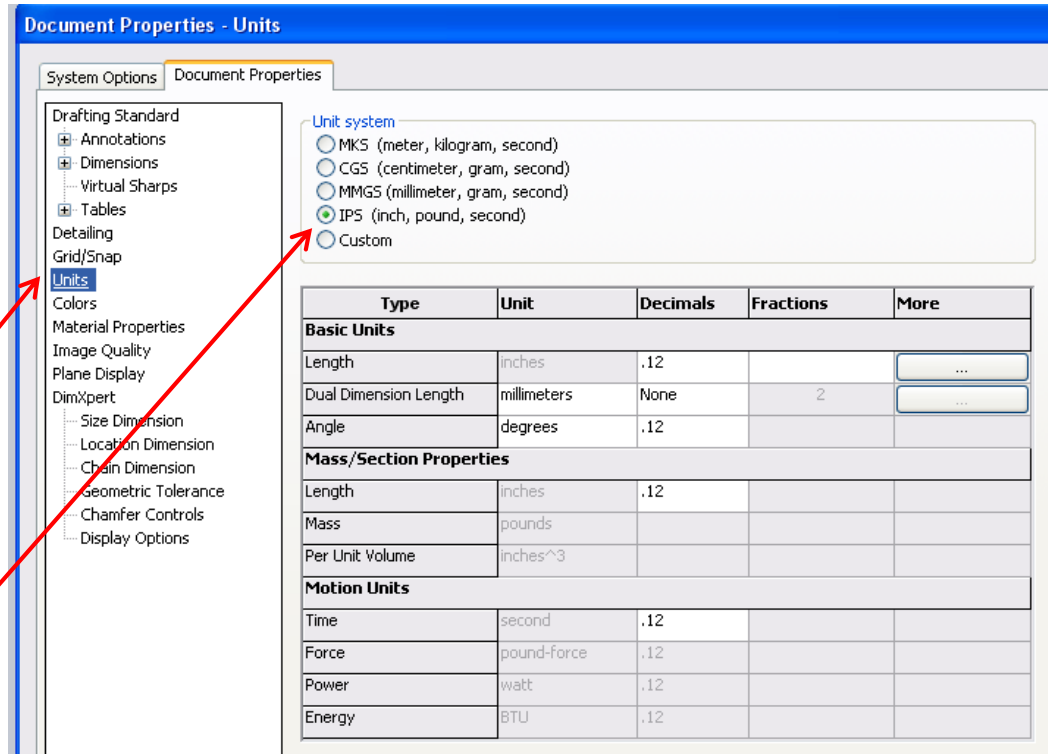 Document Properties - Units
System Options
Document Properties
Drafting Standard
Annotations
Dimensions
Virtual Sharps
Tables
Detailing
Grid/Snap
Units
Colors
Material Properties
Image Quality
Plane Display
DimXpert
Size Dimension
Location Dimension
Chain Dimension
Geometric Tolerance
Chamfer Controls
Display Options
Unit system
MKS (meter, kilogram, second)
CGS (centimeter, gram, second)
MMGS (millimeter, gram, second)
IPS (inch, pound, second)
Custom
Type Unit Decimals Fractions More
Basic Units
Length inches .12 ...
Dual Dimension Length millimeters None 2 ...
Angle degrees .12
Mass/Section Properties
Length inches .12
Mass pounds
Per Unit Volume inches^3
Motion Units
Time second .12
Force pound-force .12
Power watt .12
Energy BTU .12